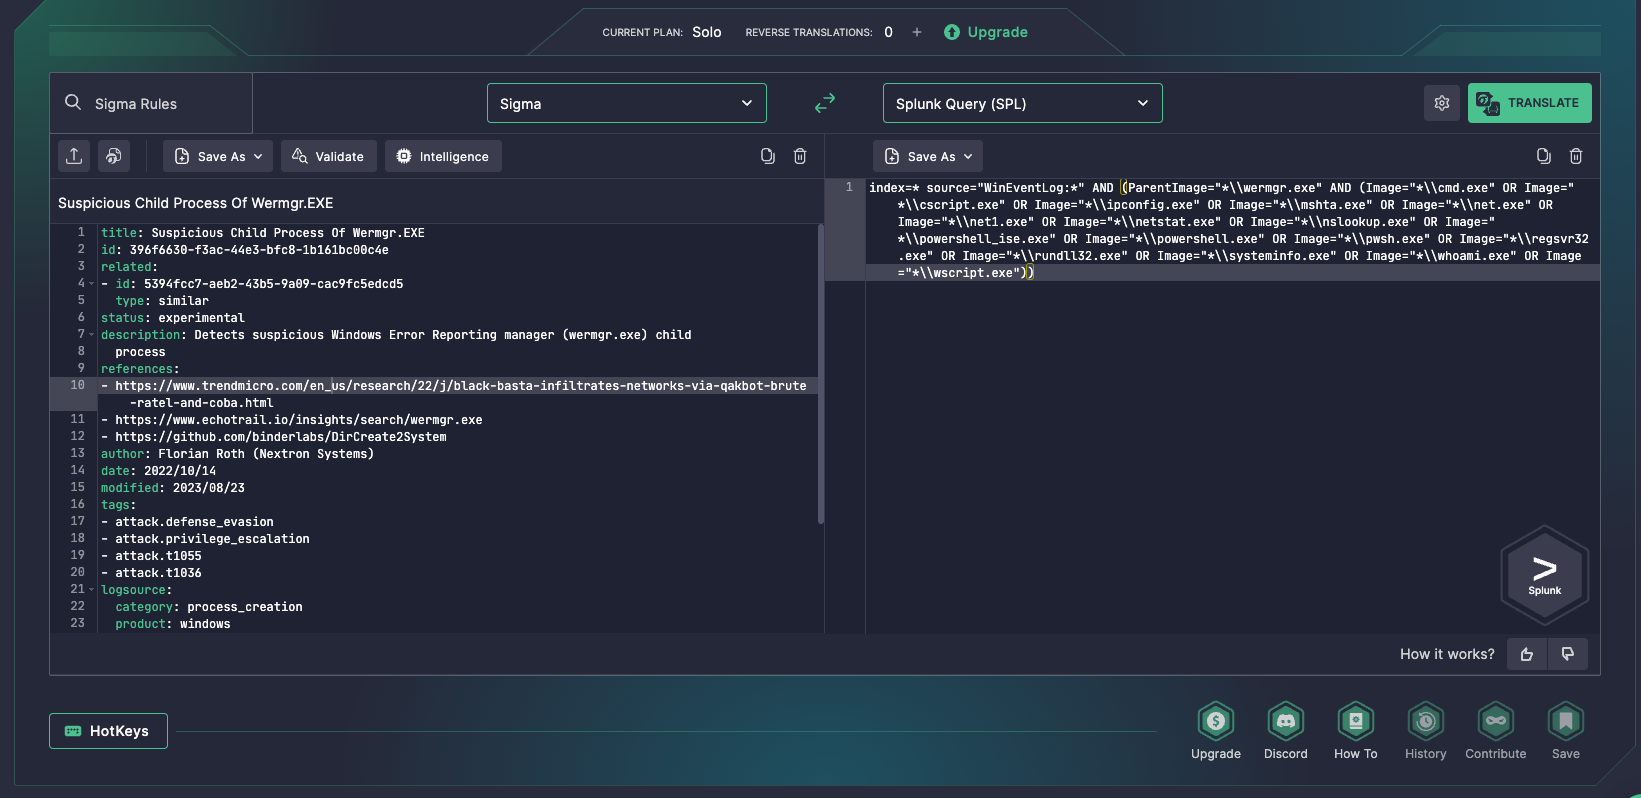 CURRENT PLAN: Solo REVERSE TRANSLATIONS: 0 + Upgrade
Sigma Rules
Sigma
Splunk Query (SPL)
TRANSLATE
Save As
Validate
Intelligence
Save As
Suspicious Child Process Of Wermgr.EXE
1 title: Suspicious Child Process Of Wermgr.EXE
2 id: 396f6630-f3ac-44e3-bfc8-1b161bc00c4e
3 related:
4 - id: 5394fcc7-aeb2-43b5-9a09-cac9fc5edcd5
5 type: similar
6 status: experimental
7 description: Detects suspicious Windows Error Reporting manager (wermgr.exe) child
8 process
9 references:
10 - https://www.trendmicro.com/en_us/research/22/j/black-basta-infiltrates-networks-via-qakbot-brute
-ratel-and-coba.html
11 - https://www.echotrail.io/insights/search/wermgr.exe
12 - https://github.com/binderlabs/DirCreate2System
13 author: Florian Roth (Nextron Systems)
14 date: 2022/10/14
15 modified: 2023/08/23
16 tags:
17 - attack.defense_evasion
18 - attack.privilege_escalation
19 - attack.t1055
20 - attack.t1036
21 logsource:
22 category: process_creation
23 product: windows
1 index=* source="WinEventLog:*" AND (ParentImage="*\\wermgr.exe" AND (Image="*\\cmd.exe" OR Image="
*\\cscript.exe" OR Image="*\\ipconfig.exe" OR Image="*\\mshta.exe" OR Image="*\\net.exe" OR
Image="*\\net1.exe" OR Image="*\\netstat.exe" OR Image="*\\nslookup.exe" OR Image="
*\\powershell_ise.exe" OR Image="*\\powershell.exe" OR Image="*\\pwsh.exe" OR Image="*\\regsvr32
.exe" OR Image="*\\rundll32.exe" OR Image="*\\systeminfo.exe" OR Image="*\\whoami.exe" OR Image
="*\\wscript.exe"))
Splunk
How it works?
HotKeys
Upgrade
Discord
How To
History
Contribute
Save